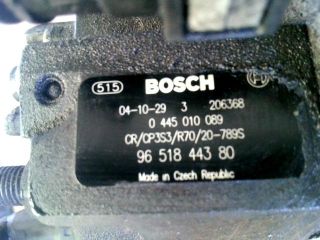 515 BOSCH
04-10-29 3 206368
0 445 010 089
CR/CP3S3/R70/20-789S
96 518 443 80
Made in Czech Republic